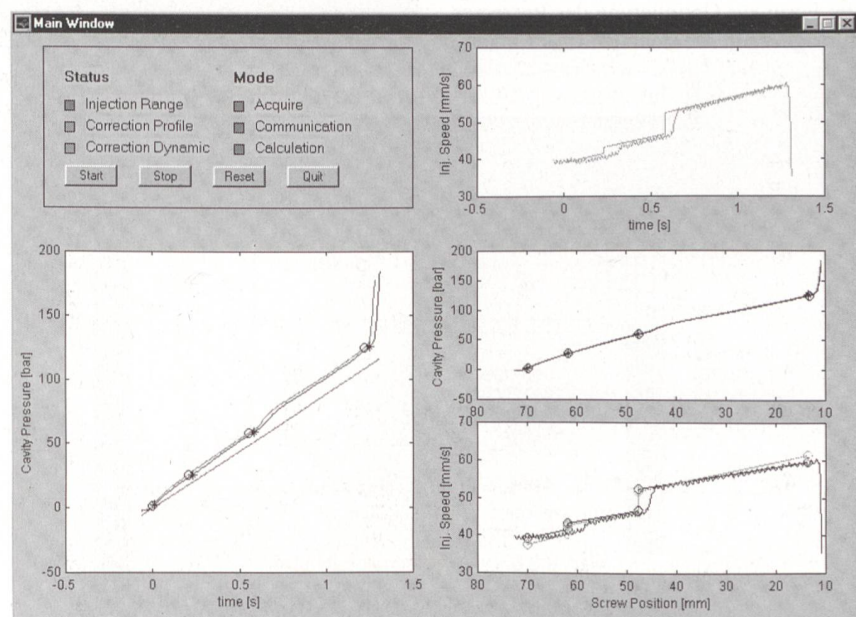 Main Window
Status
Mode
Injection Range
Acquire
Correction Profile
Communication
Correction Dynamic
Calculation
Start
Stop
Reset
Quit
Inj. Speed [mm/s]
70
60
50
40
30
-0.5
0
0.5
1
1.5
time [s]
Cavity Pressure [bar]
200
150
100
50
0
-50
-0.5
0
0.5
1
1.5
time [s]
Cavity Pressure [bar]
200
150
100
50
0
-50
80
70
60
50
40
30
20
10
Inj. Speed [mm/s]
70
60
50
40
30
80
70
60
50
40
30
20
10
Screw Position [mm]